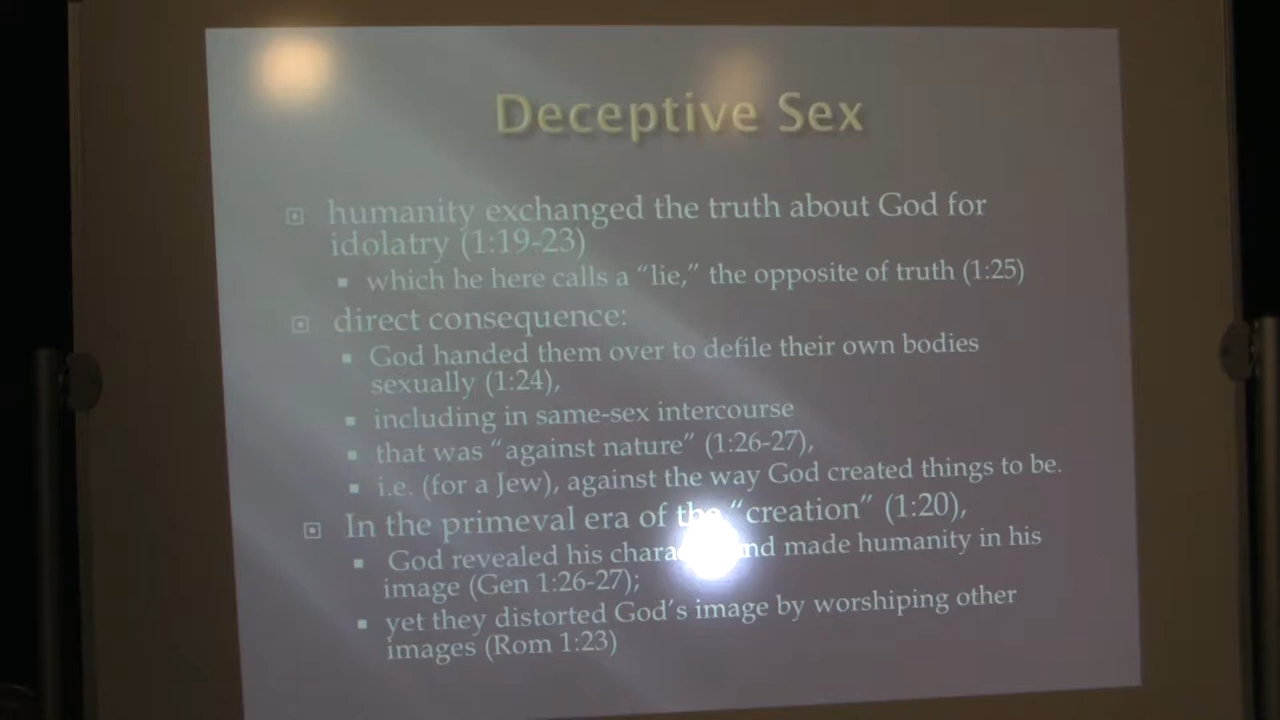 Deceptive Sex
humanity exchanged the truth about God for
idolatry (1:19-23)
which he here calls a "lie," the opposite of truth (1:25)
direct consequence:
God handed them over to defile their own bodies
sexually (1:24),
including in same-sex intercourse
that was "against nature" (1:26-27),
i.e. (for a Jew), against the way God created things to be.
In the primeval era of the "creation" (1:20),
God revealed his made humanity in his
image (Gen 1:26-27);
yet they distorted God's image by worshiping other
images (Rom 1:23)